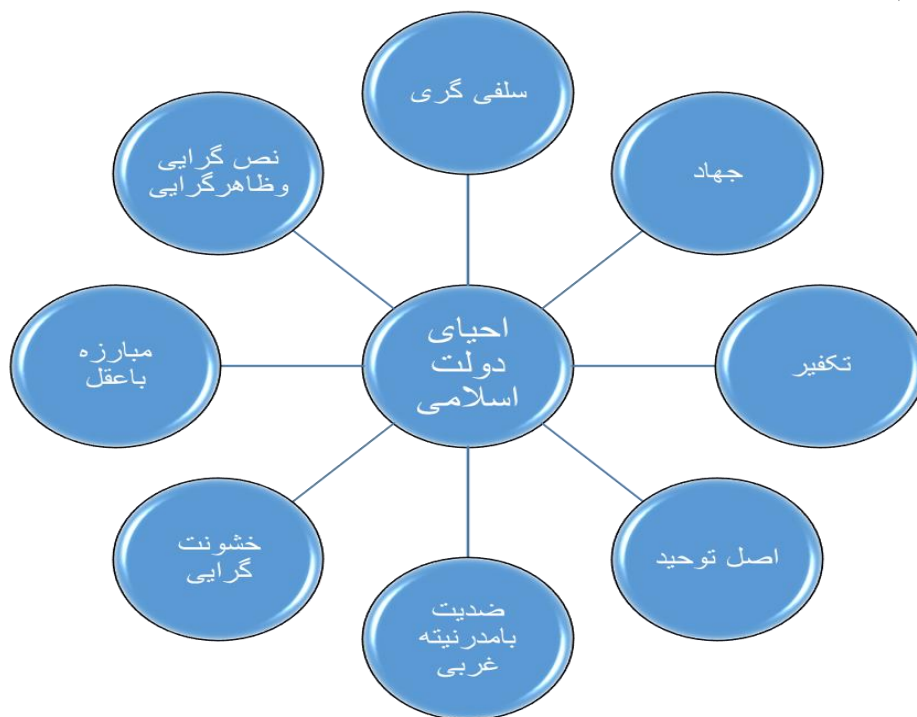 سلفی گری
جهاد
تکفیر
اصل توحید
ضدیت
بامدرنیته
غربی
خشونت
گرایی
مبارزه
باعقل
نص گرایی
وظاهرگرایی
احیای
دولت
اسلامی